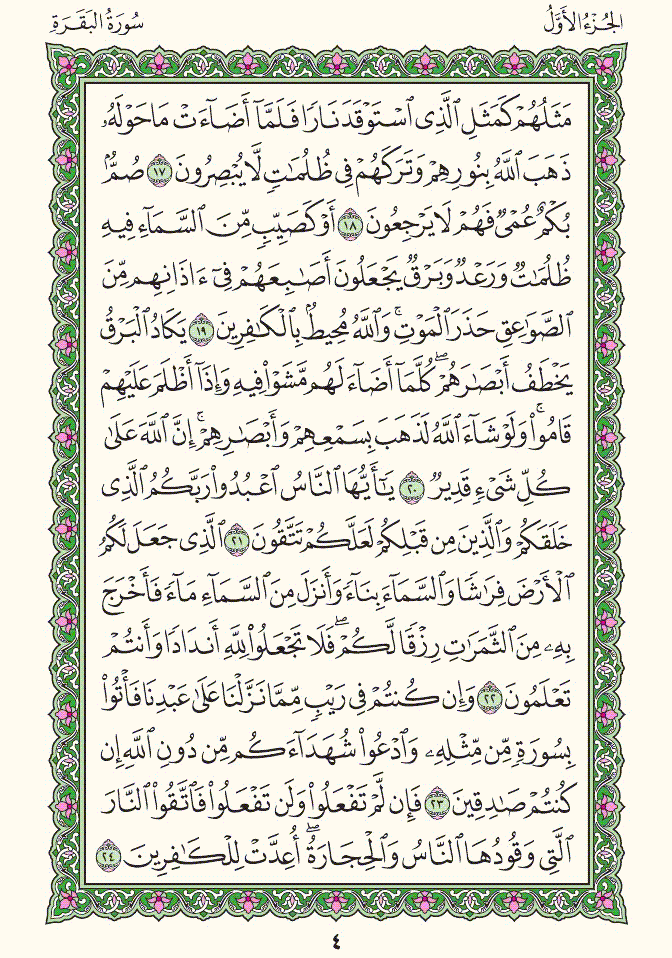 الجُزْءُ الأَوَّلُ
سُورَةُ البَقَرَةِ
مَثَلُهُمْ كَمَثَلِ ٱلَّذِى ٱسْتَوْقَدَ نَارًا فَلَمَّآ أَضَآءَتْ مَا حَوْلَهُۥ
ذَهَبَ ٱللَّهُ بِنُورِهِمْ وَتَرَكَهُمْ فِى ظُلُمَـٰتٍ لَّا يُبْصِرُونَ ١٧ صُمٌّۢ
بُكْمٌ عُمْىٌ فَهُمْ لَا يَرْجِعُونَ ١٨ أَوْ كَصَيِّبٍ مِّنَ ٱلسَّمَآءِ فِيهِ
ظُلُمَـٰتٌ وَرَعْدٌ وَبَرْقٌ يَجْعَلُونَ أَصَـٰبِعَهُمْ فِىٓ ءَاذَانِهِم مِّنَ
ٱلصَّوَٰعِقِ حَذَرَ ٱلْمَوْتِ ۚ وَٱللَّهُ مُحِيطٌۢ بِٱلْكَـٰفِرِينَ ١٩ يَكَادُ ٱلْبَرْقُ
يَخْطَفُ أَبْصَـٰرَهُمْ ۖ كُلَّمَآ أَضَآءَ لَهُم مَّشَوْا۟ فِيهِ وَإِذَآ أَظْلَمَ عَلَيْهِمْ
قَامُوا۟ ۚ وَلَوْ شَآءَ ٱللَّهُ لَذَهَبَ بِسَمْعِهِمْ وَأَبْصَـٰرِهِمْ ۚ إِنَّ ٱللَّهَ عَلَىٰ
كُلِّ شَىْءٍ قَدِيرٌ ٢٠ يَـٰٓأَيُّهَا ٱلنَّاسُ ٱعْبُدُوا۟ رَبَّكُمُ ٱلَّذِى
خَلَقَكُمْ وَٱلَّذِينَ مِن قَبْلِكُمْ لَعَلَّكُمْ تَتَّقُونَ ٢١ ٱلَّذِى جَعَلَ لَكُمُ
ٱلْأَرْضَ فِرَٰشًا وَٱلسَّمَآءَ بِنَآءً وَأَنزَلَ مِنَ ٱلسَّمَآءِ مَآءً فَأَخْرَجَ
بِهِۦ مِنَ ٱلثَّمَرَٰتِ رِزْقًا لَّكُمْ ۖ فَلَا تَجْعَلُوا۟ لِلَّهِ أَندَادًا وَأَنتُمْ
تَعْلَمُونَ ٢٢ وَإِن كُنتُمْ فِى رَيْبٍ مِّمَّا نَزَّلْنَا عَلَىٰ عَبْدِنَا فَأْتُوا۟
بِسُورَةٍ مِّن مِّثْلِهِۦ وَٱدْعُوا۟ شُهَدَآءَكُم مِّن دُونِ ٱللَّهِ إِن
كُنتُمْ صَـٰدِقِينَ ٢٣ فَإِن لَّمْ تَفْعَلُوا۟ وَلَن تَفْعَلُوا۟ فَٱتَّقُوا۟ ٱلنَّارَ
ٱلَّتِى وَقُودُهَا ٱلنَّاسُ وَٱلْحِجَارَةُ ۖ أُعِدَّتْ لِلْكَـٰفِرِينَ ٢٤
٤